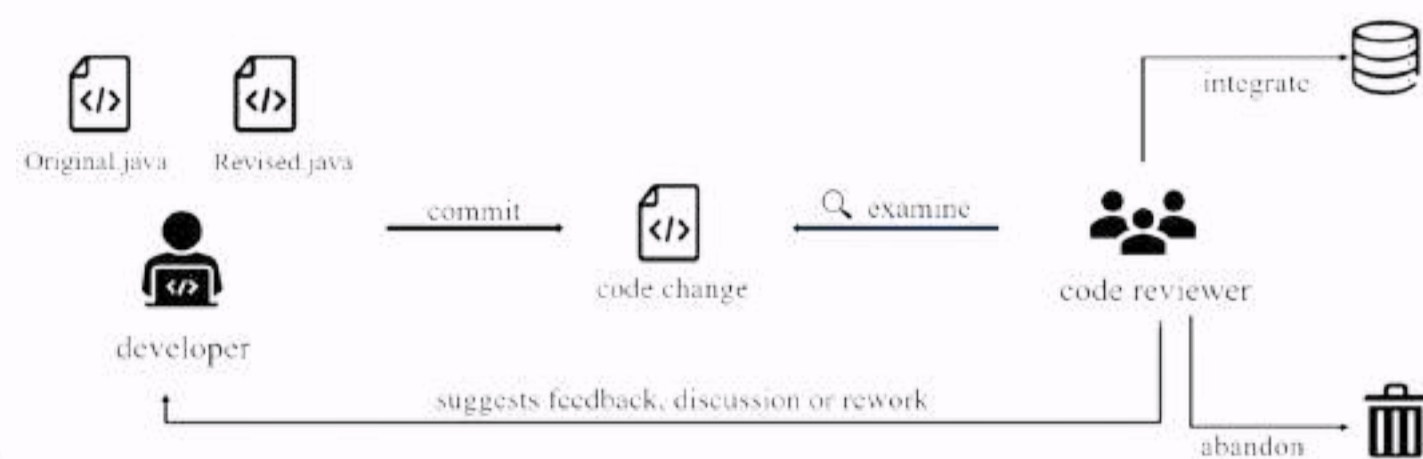 integrate
</>
</>
Original.java
Revised.java
commit
examine
</>
</>
code change
code reviewer
developer
suggests feedback, discussion or rework
abandon